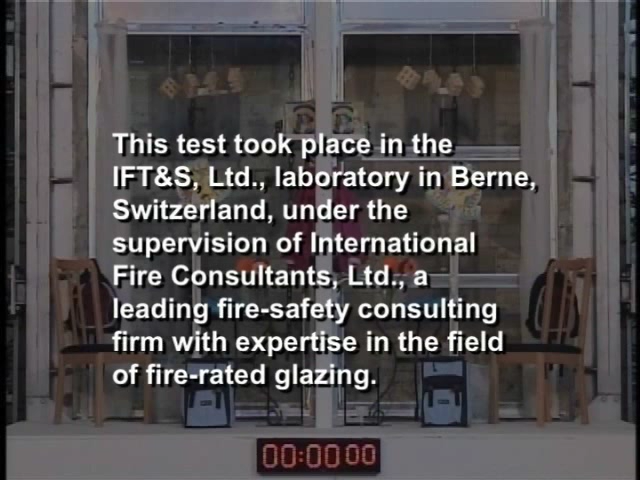 This test took place in the
IFT&S, Ltd., laboratory in Berne,
Switzerland, under the
supervision of International
Fire Consultants, Ltd., a
leading fire-safety consulting
firm with expertise in the field
of fire-rated glazing.
00:00 00